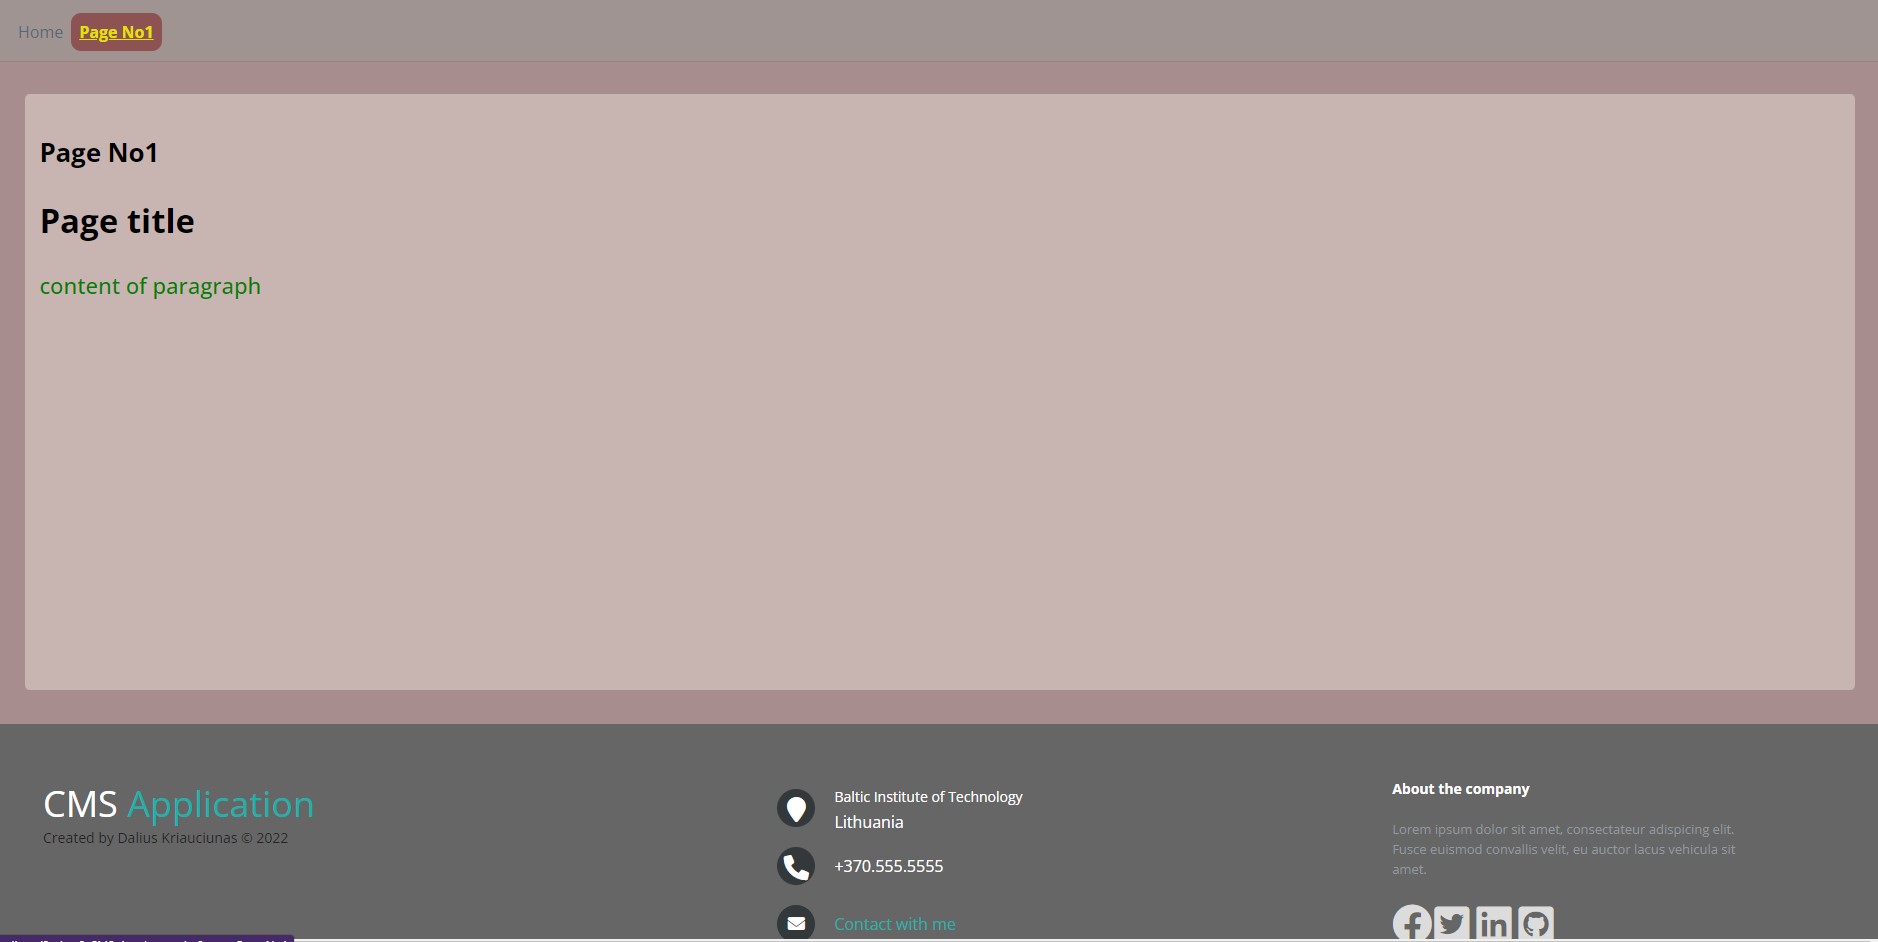 Home Page No1
Page No1
Page title
content of paragraph
CMS Application
Created by Dalius Kriauciunas © 2022
Baltic Institute of Technology
Lithuania
+370.555.5555
Contact with me
About the company
Lorem ipsum dolor sit amet, consectateur adispicing elit.
Fusce euismod convallis velit, eu auctor lacus vehicula sit
amet.